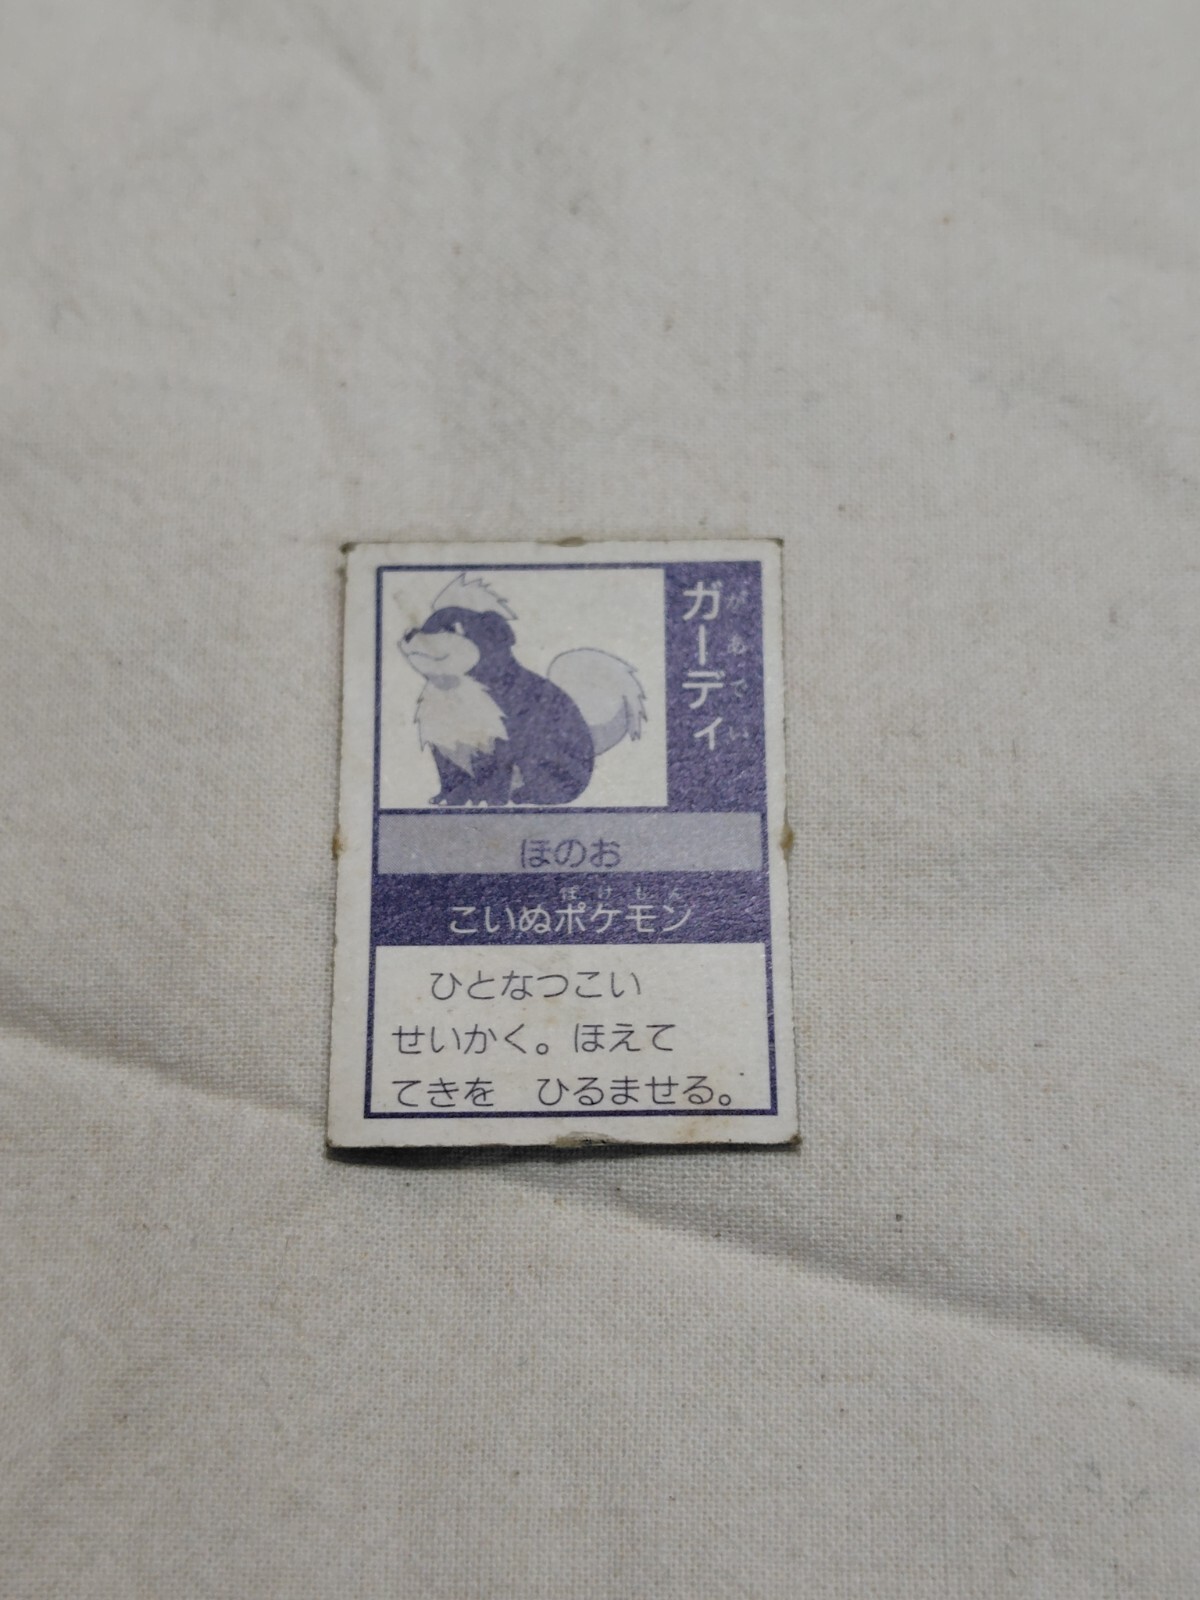 ガーディ
があでい
ほのお
ぽけもん
こいぬポケモン
ひとなつこい
せいかく。ほえて
てきを ひるませる。